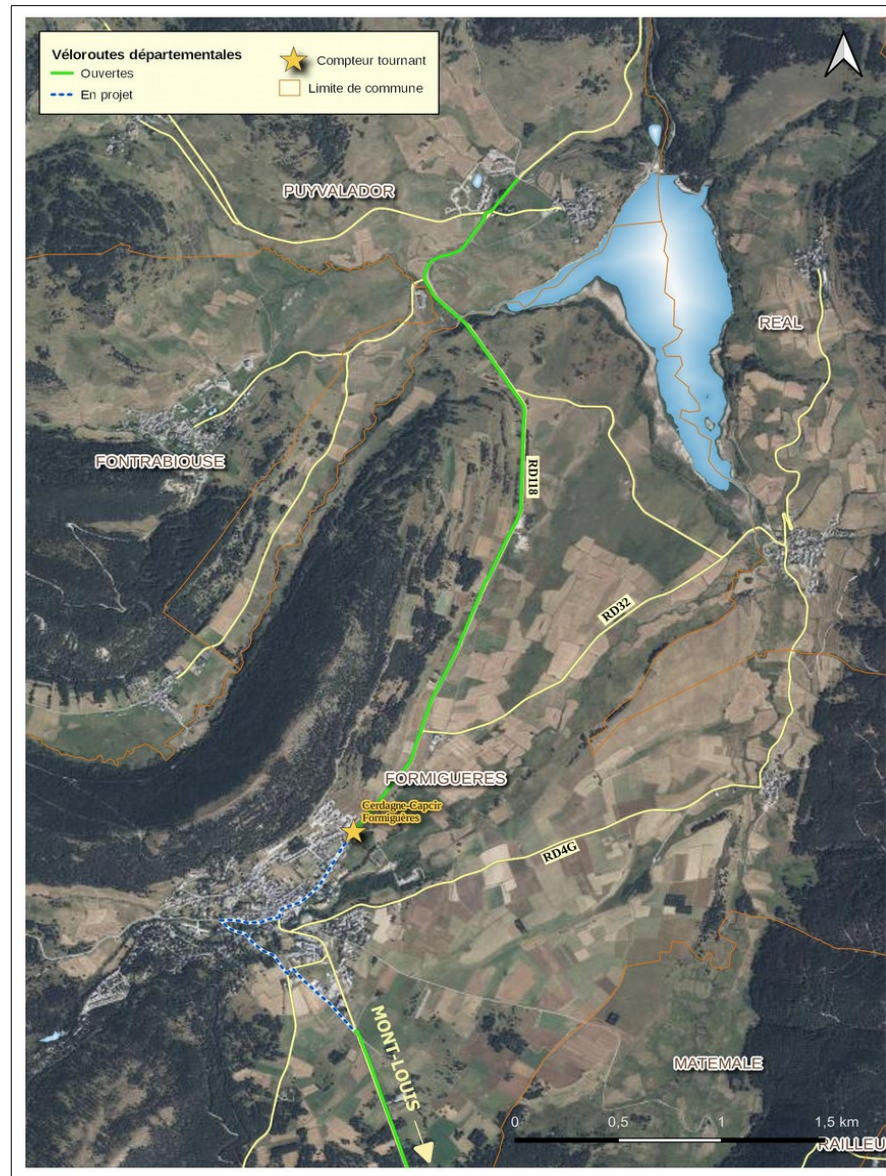 Véloroutes départementales
Ouvertes
En projet
Compteur tournant
Limite de commune
PUYVALADOR
REAL
FONTRABIOUSE
RD118
RD32
FORMIGUERES
Cerdagne-Capcir
Formiguères
RD4G
MONT-LOUIS
MATEMALE
0 0,5 1 1,5 km
RAILLEU